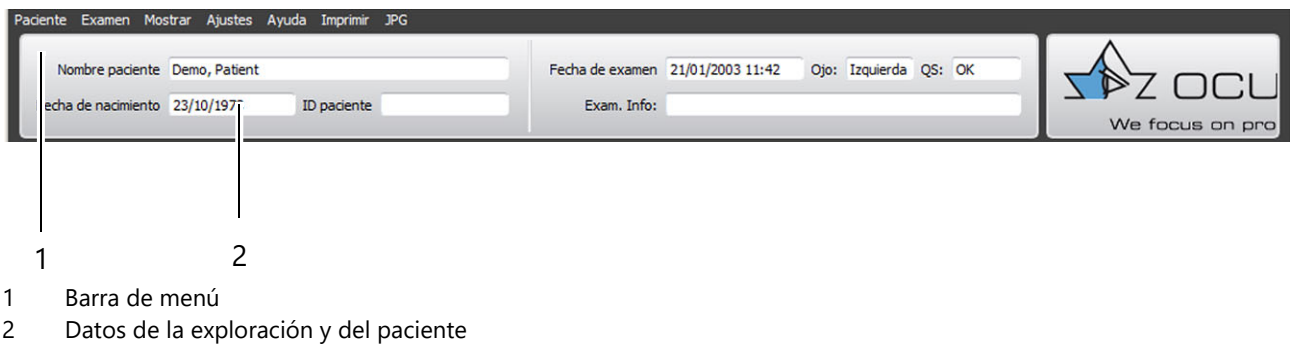 Paciente Examen Mostrar Ajustes Ayuda Imprimir JPG
Nombre paciente Demo, Patient Fecha de examen 21/01/2003 11:42 Ojo: Izquierda QS: OK
de nacimiento 23/10/197 ID paciente Exam. Info:
OCU
We focus on pro
1 2
1 Barra de menú
2 Datos de la exploración y del paciente